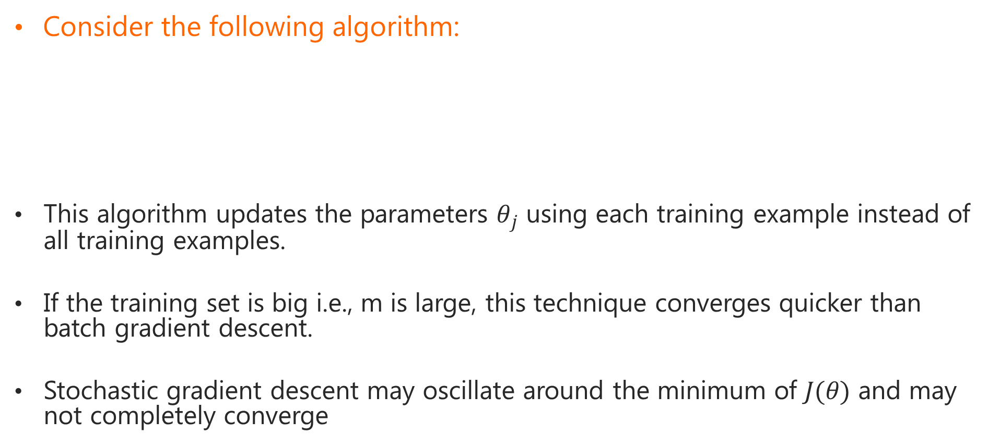 • Consider the following algorithm:
• This algorithm updates the parameters θⱼ using each training example instead of
all training examples.
• If the training set is big i.e., m is large, this technique converges quicker than
batch gradient descent.
• Stochastic gradient descent may oscillate around the minimum of J(θ) and may
not completely converge